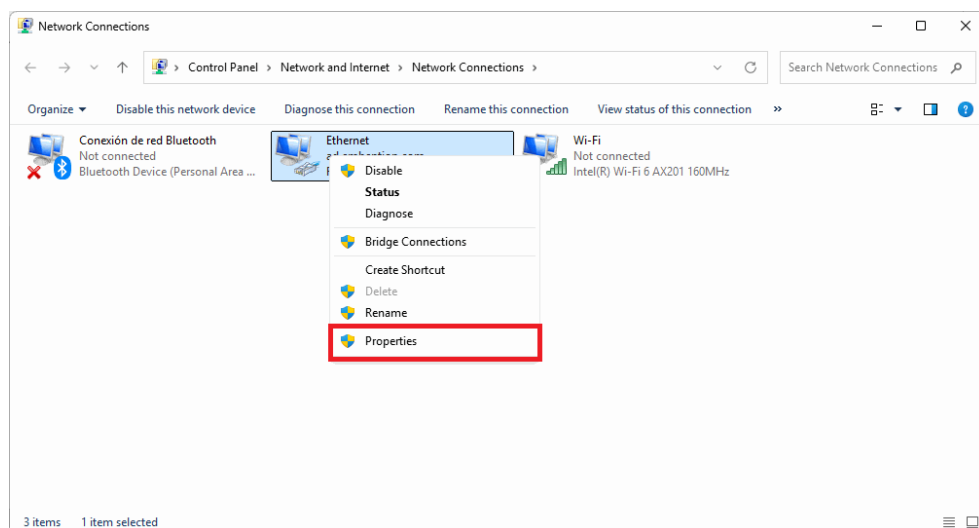 Network Connections
Control Panel > Network and Internet > Network Connections >
Search Network Connections
Organize
Disable this network device
Diagnose this connection
Rename this connection
View status of this connection
»
Conexión de red Bluetooth
Not connected
Bluetooth Device (Personal Area ...
Ethernet
Wi-Fi
Not connected
Intel(R) Wi-Fi 6 AX201 160MHz
Disable
Status
Diagnose
Bridge Connections
Create Shortcut
Delete
Rename
Properties
3 items
1 item selected